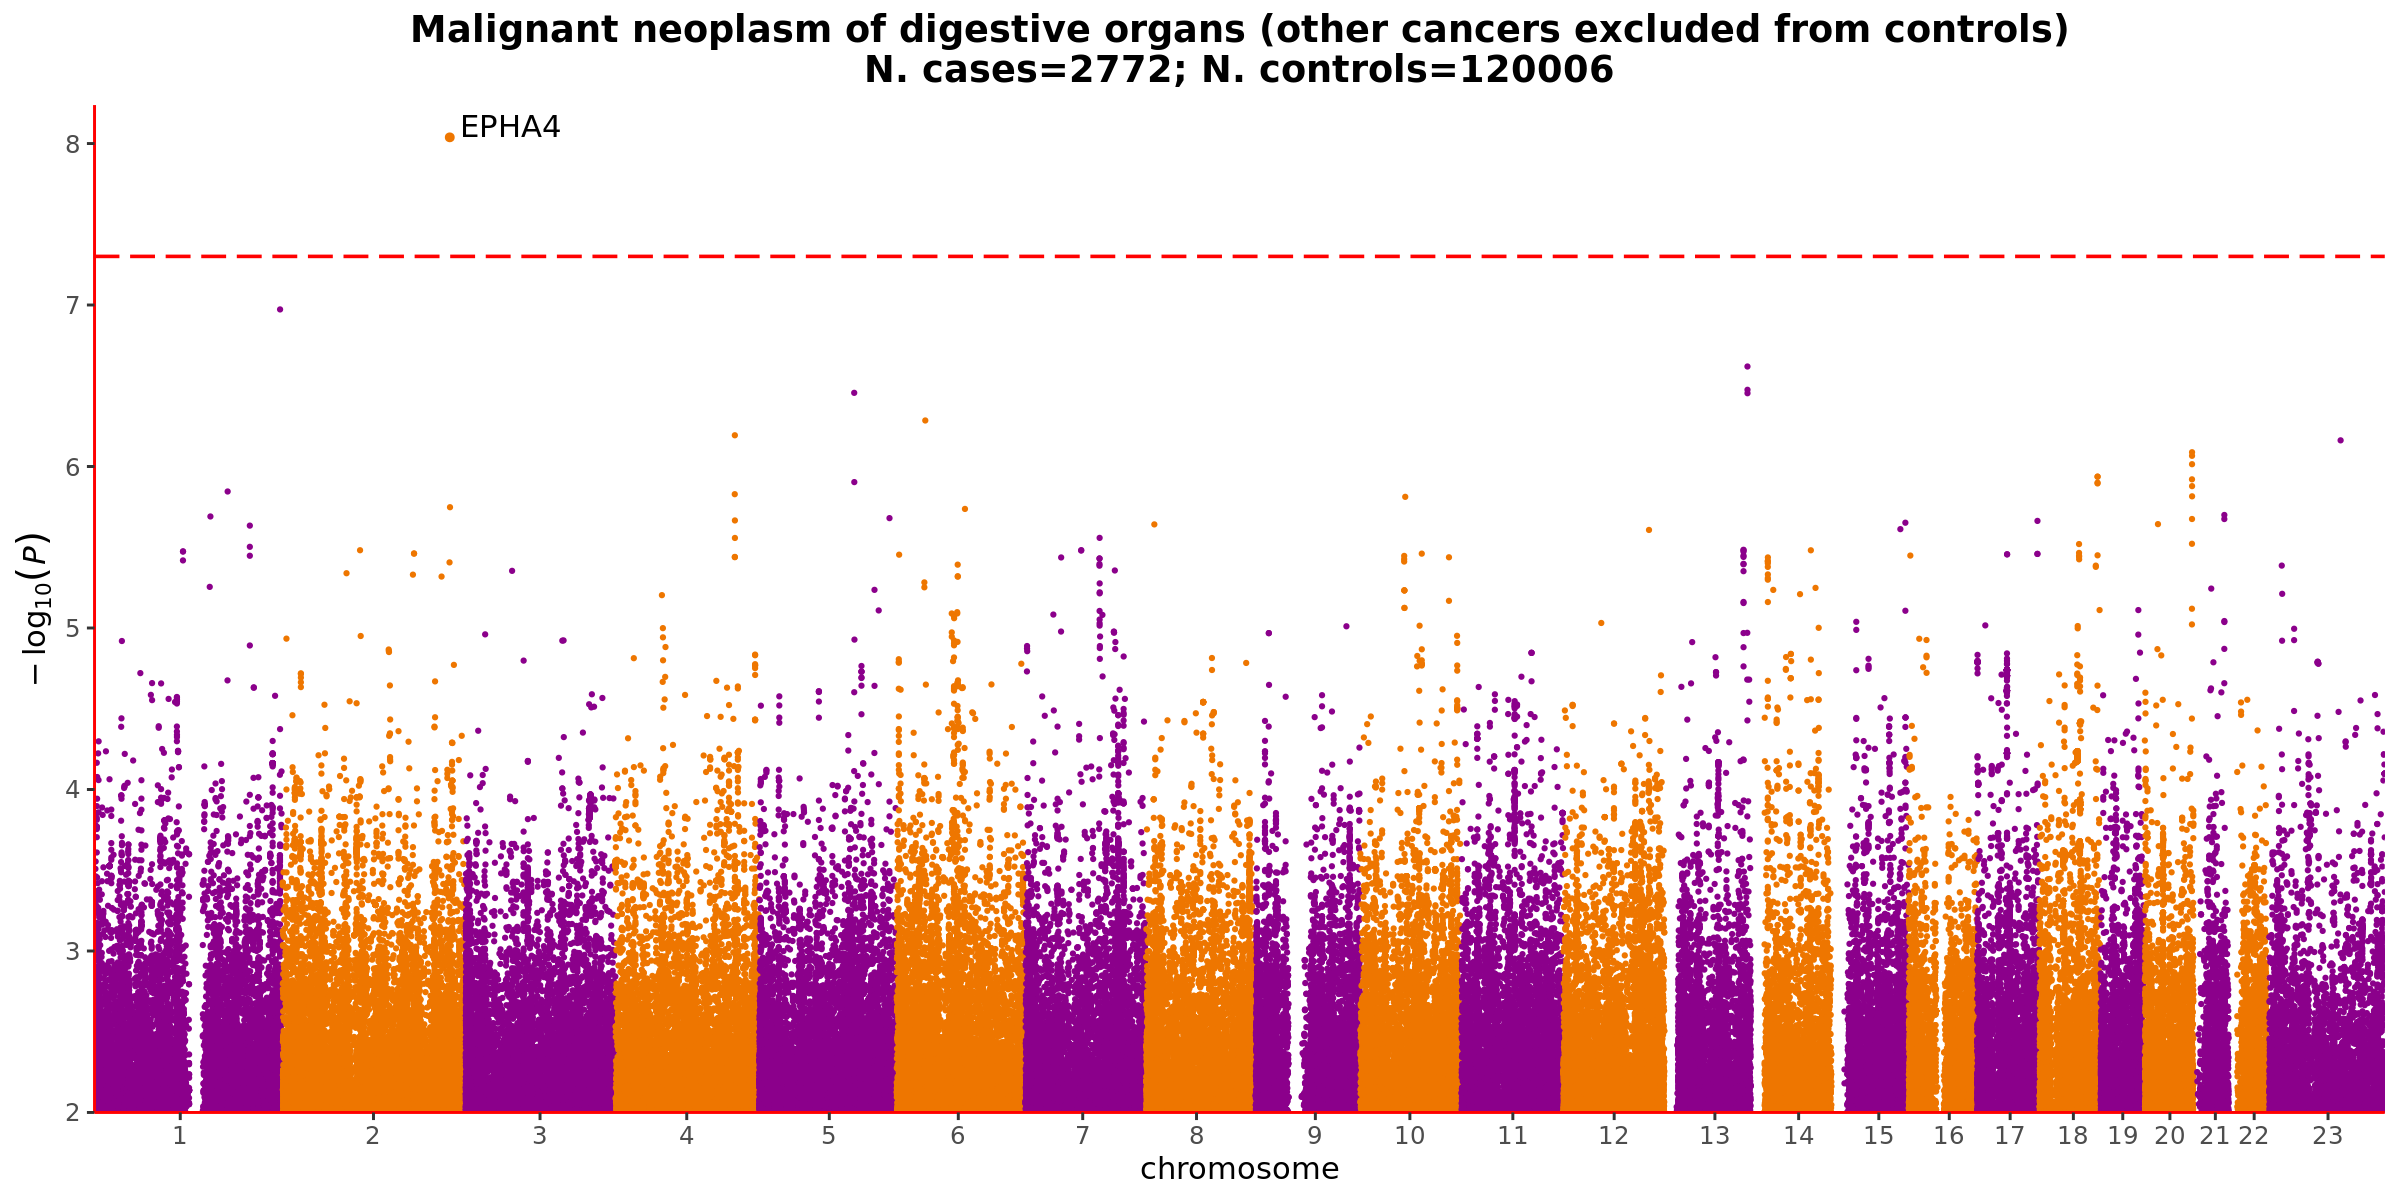 Malignant neoplasm of digestive organs (other cancers excluded from controls)
N. cases=2772; N. controls=120006
EPHA4
8
7
6
5
4
3
2
−log₁₀(P)
1 2 3 4 5 6 7 8 9 10 11 12 13 14 15 16 17 18 19 20 21 22 23
chromosome